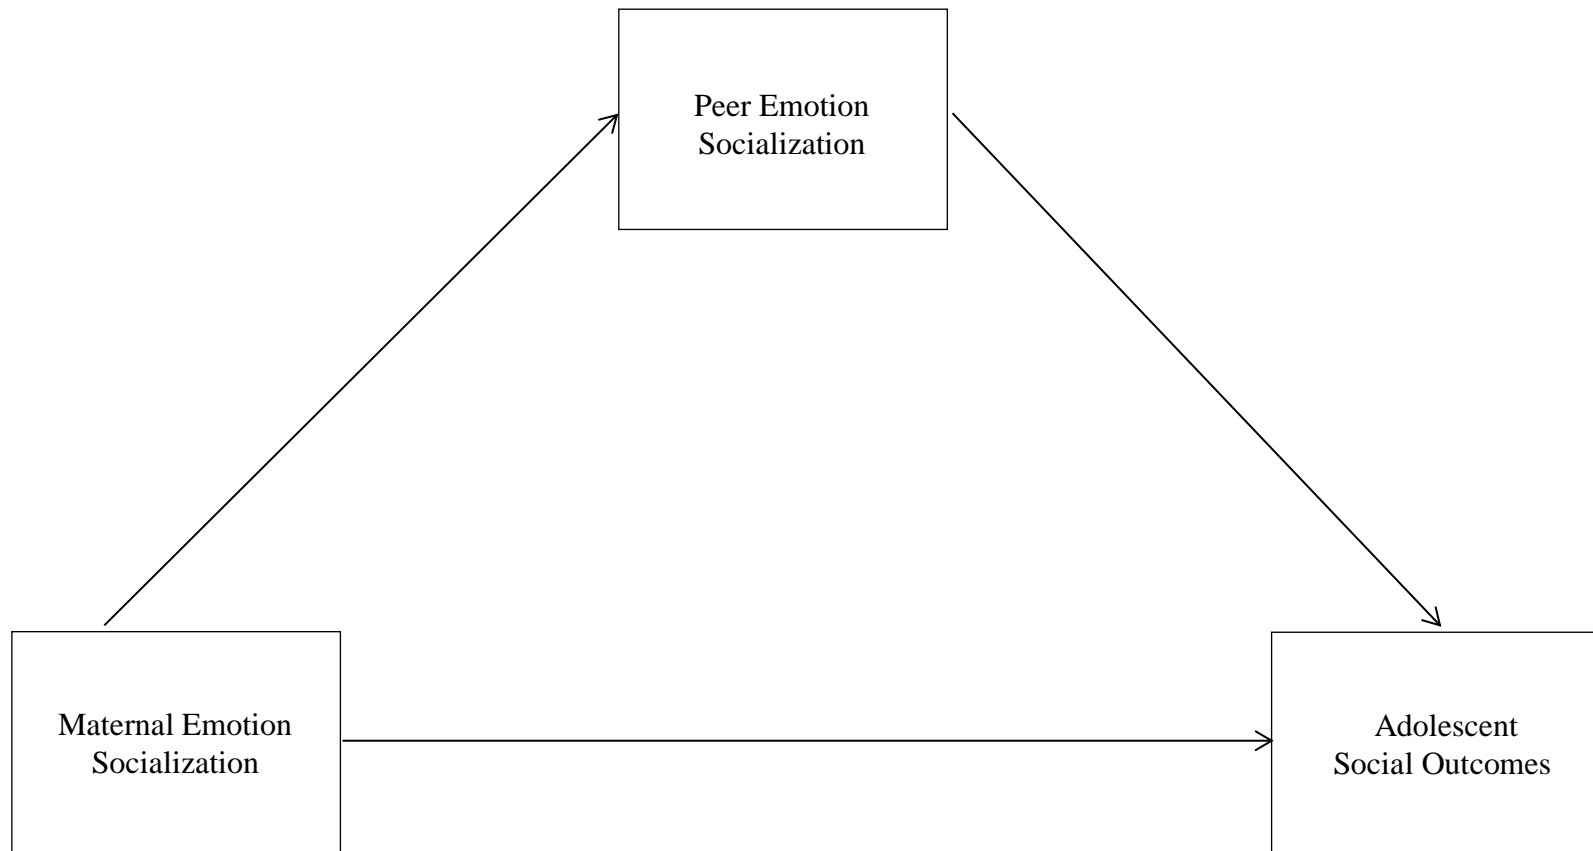 Peer Emotion
Socialization
Maternal Emotion
Socialization
Adolescent
Social Outcomes